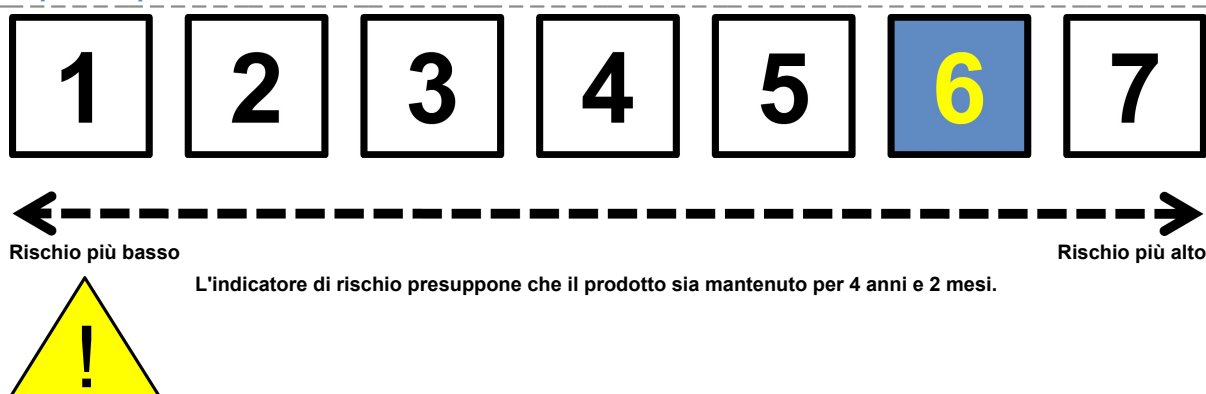 1 2 3 4 5 6 7
Rischio più basso Rischio più alto
L'indicatore di rischio presuppone che il prodotto sia mantenuto per 4 anni e 2 mesi.
!